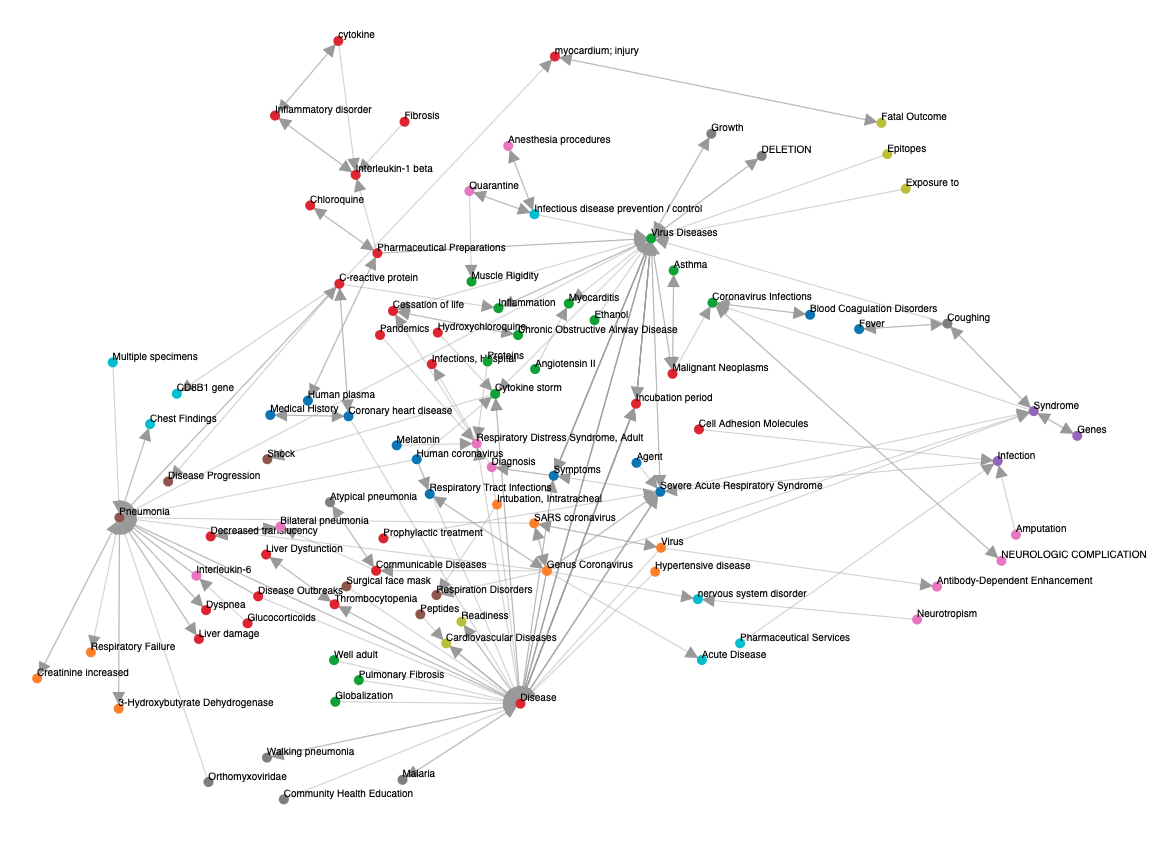 cytokine
myocardium; injury
Inflammatory disorder
Fibrosis
Fatal Outcome
Growth
Anesthesia procedures
DELETION
Epitopes
Interleukin-1 beta
Quarantine
Exposure to
Chloroquine
Infectious disease prevention / control
Virus Diseases
Pharmaceutical Preparations
Asthma
C-reactive protein
Muscle Rigidity
Coronavirus Infections
Cessation of life
Inflammation
Myocarditis
Blood Coagulation Disorders
Ethanol
Fever
Coughing
Pandemics
Hydroxychloroquine
Chronic Obstructive Airway Disease
Multiple specimens
Infections, Hospital
Proteins
Angiotensin II
Malignant Neoplasms
CD8B1 gene
Human plasma
Cytokine storm
Incubation period
Medical History
Coronary heart disease
Syndrome
Chest Findings
Cell Adhesion Molecules
Genes
Melatonin
Respiratory Distress Syndrome, Adult
Shock
Human coronavirus
Diagnosis
Agent
Infection
Disease Progression
Symptoms
Respiratory Tract Infections
Severe Acute Respiratory Syndrome
Atypical pneumonia
Intubation, Intratracheal
Pneumonia
Bilateral pneumonia
SARS coronavirus
Decreased translucency
Prophylactic treatment
Amputation
Liver Dysfunction
Virus
NEUROLOGIC COMPLICATION
Interleukin-6
Communicable Diseases
Genus Coronavirus
Hypertensive disease
Surgical face mask
Antibody-Dependent Enhancement
Disease Outbreaks
Thrombocytopenia
Respiration Disorders
nervous system disorder
Dyspnea
Glucocorticoids
Peptides
Readiness
Neurotropism
Liver damage
Cardiovascular Diseases
Pharmaceutical Services
Respiratory Failure
Well adult
Acute Disease
Creatinine increased
Pulmonary Fibrosis
3-Hydroxybutyrate Dehydrogenase
Globalization
Disease
Walking pneumonia
Orthomyxoviridae
Malaria
Community Health Education